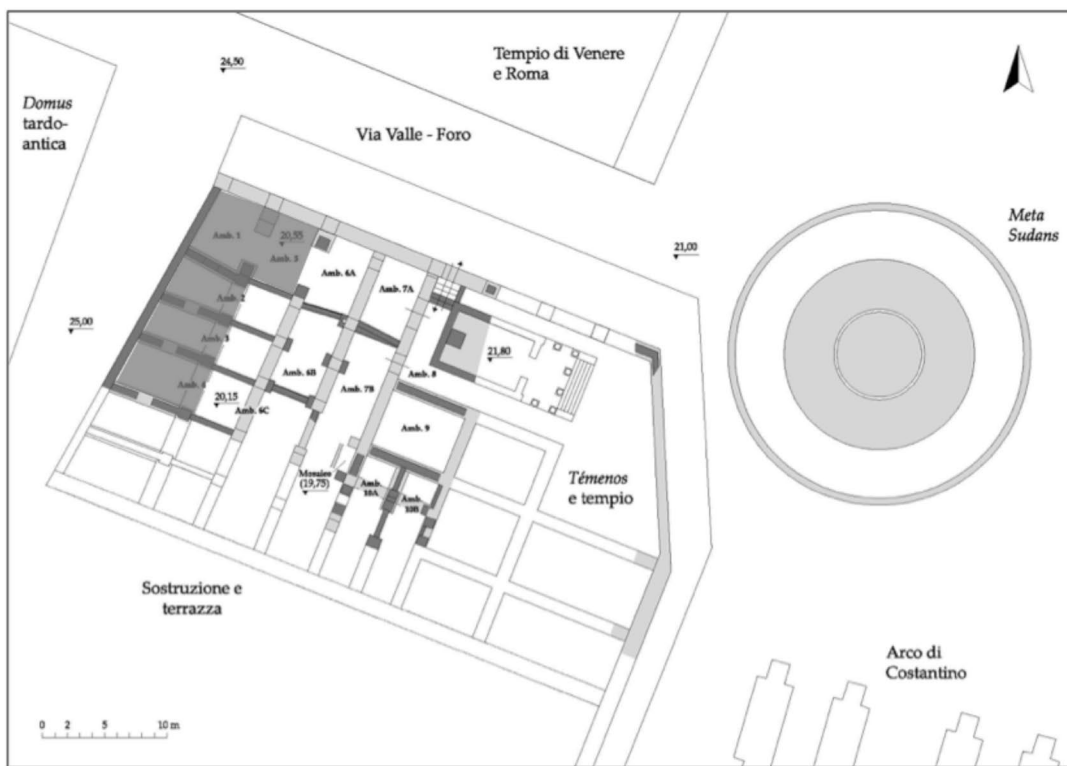 Tempio di Venere
e Roma
24,50
Domus
tardo-
antica
Via Valle - Foro
Meta
Sudans
21,00
Amb. 1
20,55
Amb. 5
Amb. 6A
Amb. 7A
Amb. 2
25,00
Amb. 3
21,80
Amb. 6B
Amb. 8
Amb. 4
Amb. 7B
20,15
Amb. 6C
Amb. 9
Mosaico
(19,75)
Amb.
10A
Amb.
10B
Témenos
e tempio
Sostruzione e
terrazza
Arco di
Costantino
0 2 5 10 m